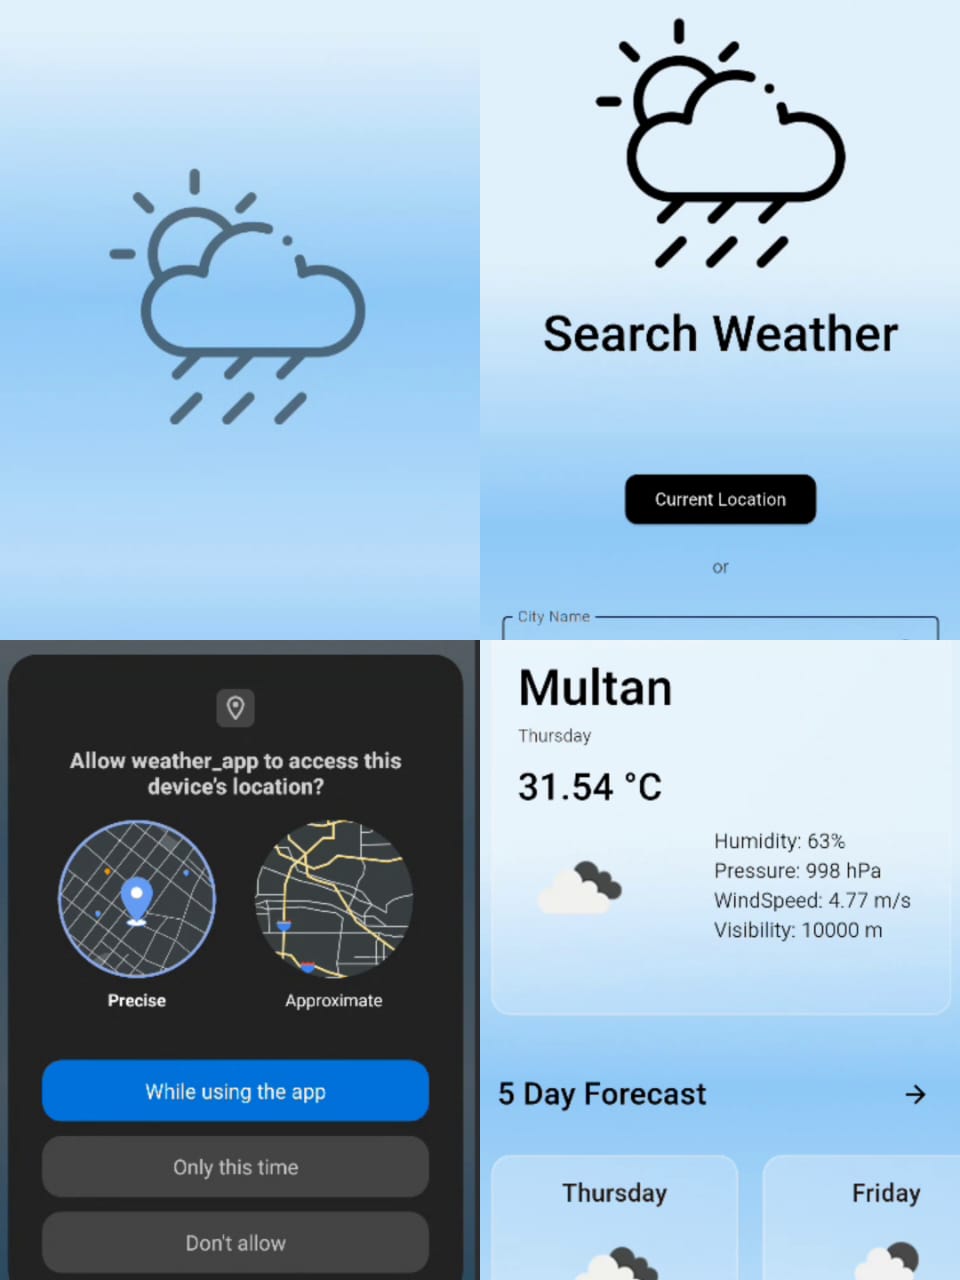 Search Weather
Current Location
or
City Name
Allow weather_app to access this
device's location?
Precise
Approximate
While using the app
Only this time
Don't allow
Multan
Thursday
31.54 °C
Humidity: 63%
Pressure: 998 hPa
WindSpeed: 4.77 m/s
Visibility: 10000 m
5 Day Forecast
Thursday
Friday